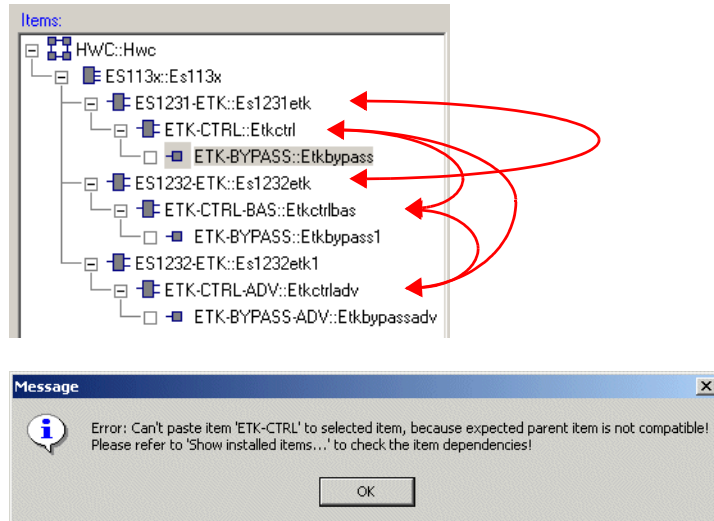 Items:
HWC::Hwc
ES113x::Es113x
ES1231-ETK::Es1231etk
ETK-CTRL::Etkctrl
ETK-BYPASS::Etkbypass
ES1232-ETK::Es1232etk
ETK-CTRL-BAS::Etkctrlbas
ETK-BYPASS::Etkbypass1
ES1232-ETK::Es1232etk1
ETK-CTRL-ADV::Etkctrladv
ETK-BYPASS-ADV::Etkbypassadv
Message
Error: Can't paste item 'ETK-CTRL' to selected item, because expected parent item is not compatible!
Please refer to 'Show installed items...' to check the item dependencies!
OK